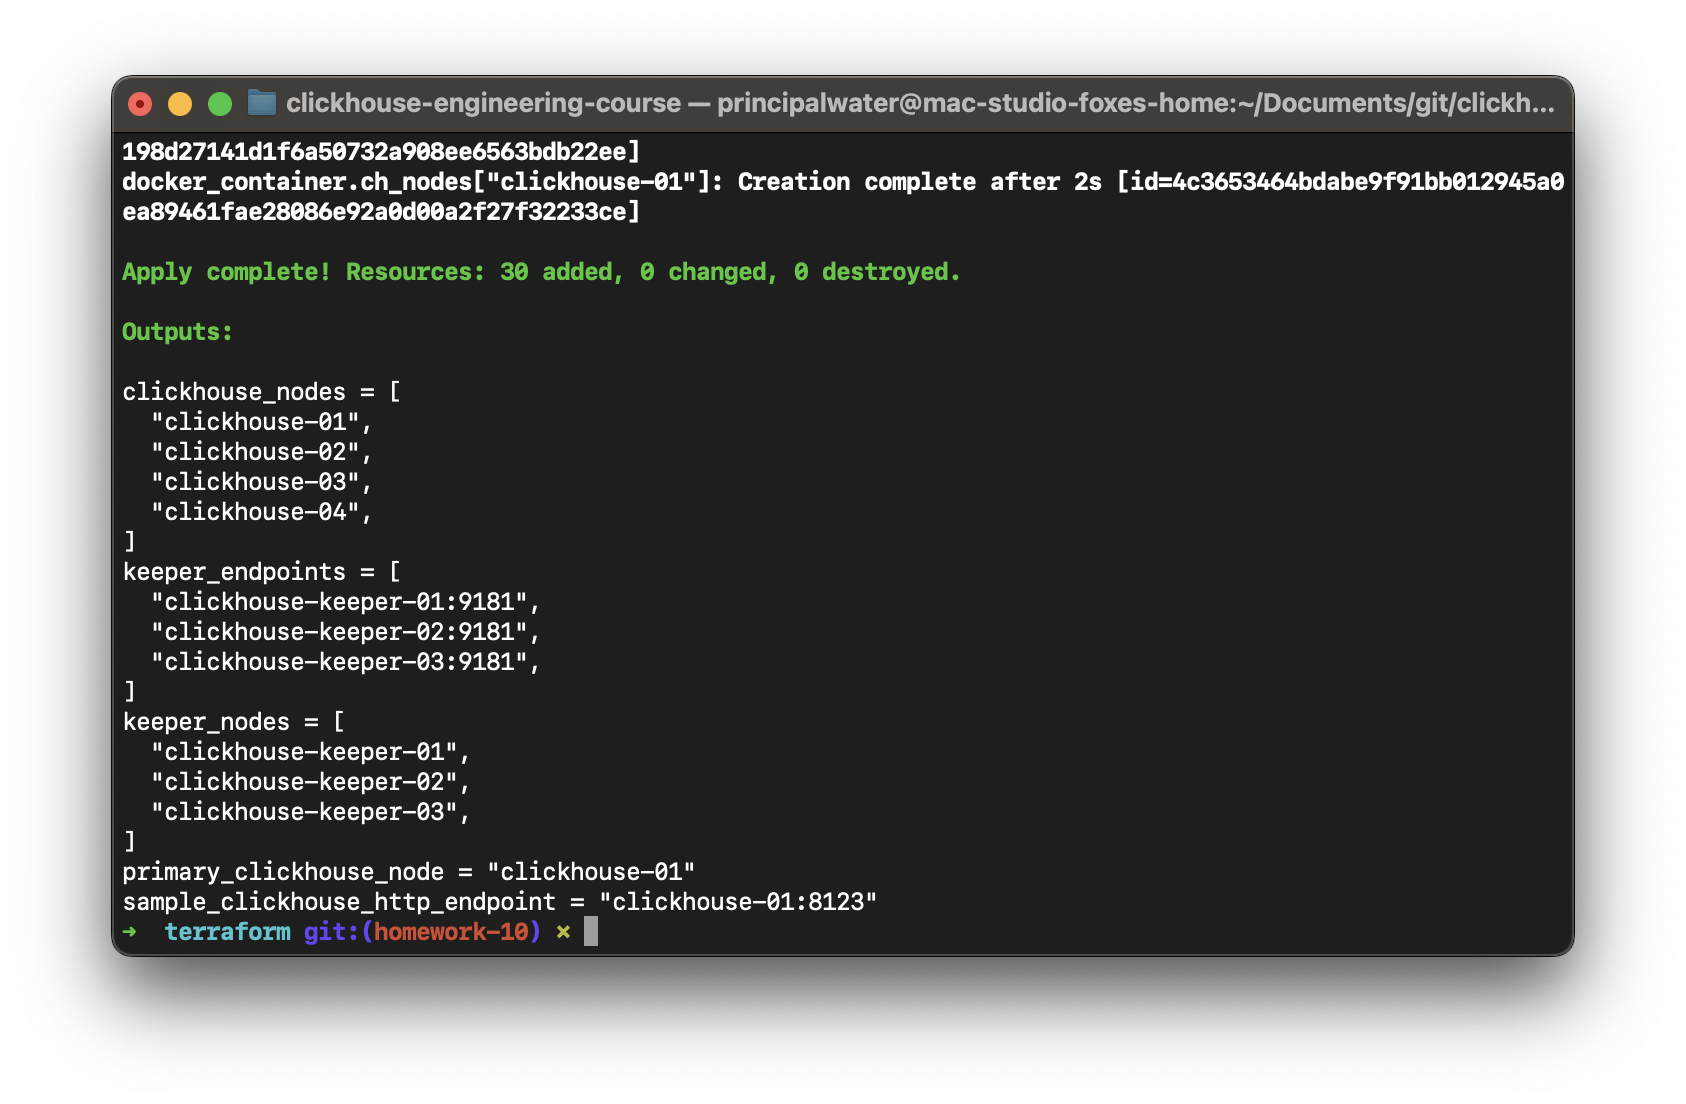 clickhouse-engineering-course — principalwater@mac-studio-foxes-home:~/Documents/git/clickh...
198d27141d1f6a50732a908ee6563bdb22ee]
docker_container.ch_nodes["clickhouse-01"]: Creation complete after 2s [id=4c3653464bdabe9f91bb012945a0
ea89461fae28086e92a0d00a2f27f32233ce]
Apply complete! Resources: 30 added, 0 changed, 0 destroyed.
Outputs:
clickhouse_nodes = [
  "clickhouse-01",
  "clickhouse-02",
  "clickhouse-03",
  "clickhouse-04",
]
keeper_endpoints = [
  "clickhouse-keeper-01:9181",
  "clickhouse-keeper-02:9181",
  "clickhouse-keeper-03:9181",
]
keeper_nodes = [
  "clickhouse-keeper-01",
  "clickhouse-keeper-02",
  "clickhouse-keeper-03",
]
primary_clickhouse_node = "clickhouse-01"
sample_clickhouse_http_endpoint = "clickhouse-01:8123"
➜  terraform git:(homework-10) ✗